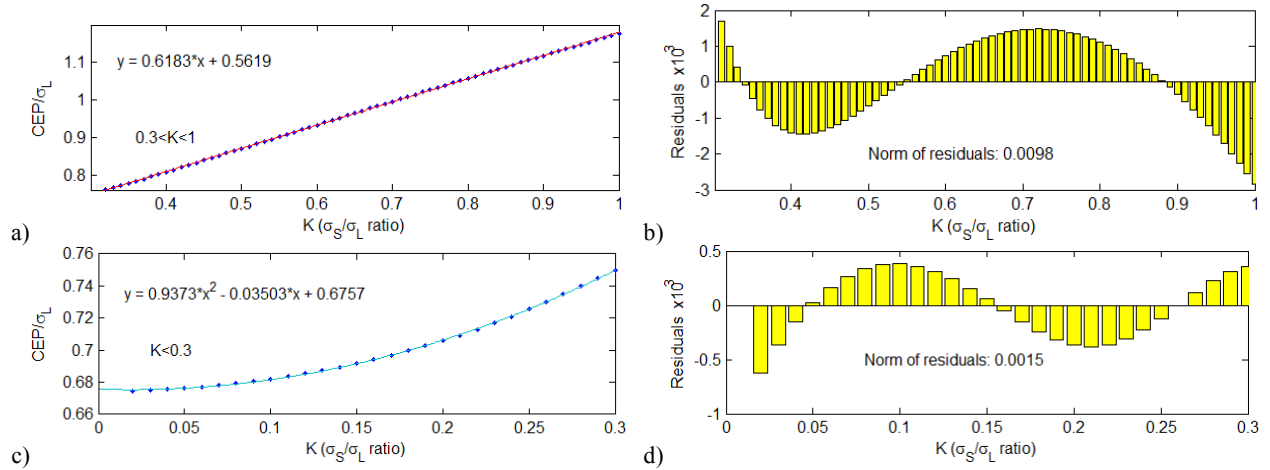 y = 0.6183*x + 0.5619
0.3<K<1
CEP/σL
1.1
1
0.9
0.8
0.4 0.5 0.6 0.7 0.8 0.9 1
K (σS/σL ratio)
a)
Residuals x10³
2
1
0
-1
-2
-3
Norm of residuals: 0.0098
0.4 0.5 0.6 0.7 0.8 0.9 1
K (σS/σL ratio)
b)
y = 0.9373*x² - 0.03503*x + 0.6757
K<0.3
CEP/σL
0.76
0.74
0.72
0.7
0.68
0.66
0 0.05 0.1 0.15 0.2 0.25 0.3
K (σS/σL ratio)
c)
Residuals x10³
0.5
0
-0.5
-1
Norm of residuals: 0.0015
0 0.05 0.1 0.15 0.2 0.25 0.3
K (σS/σL ratio)
d)